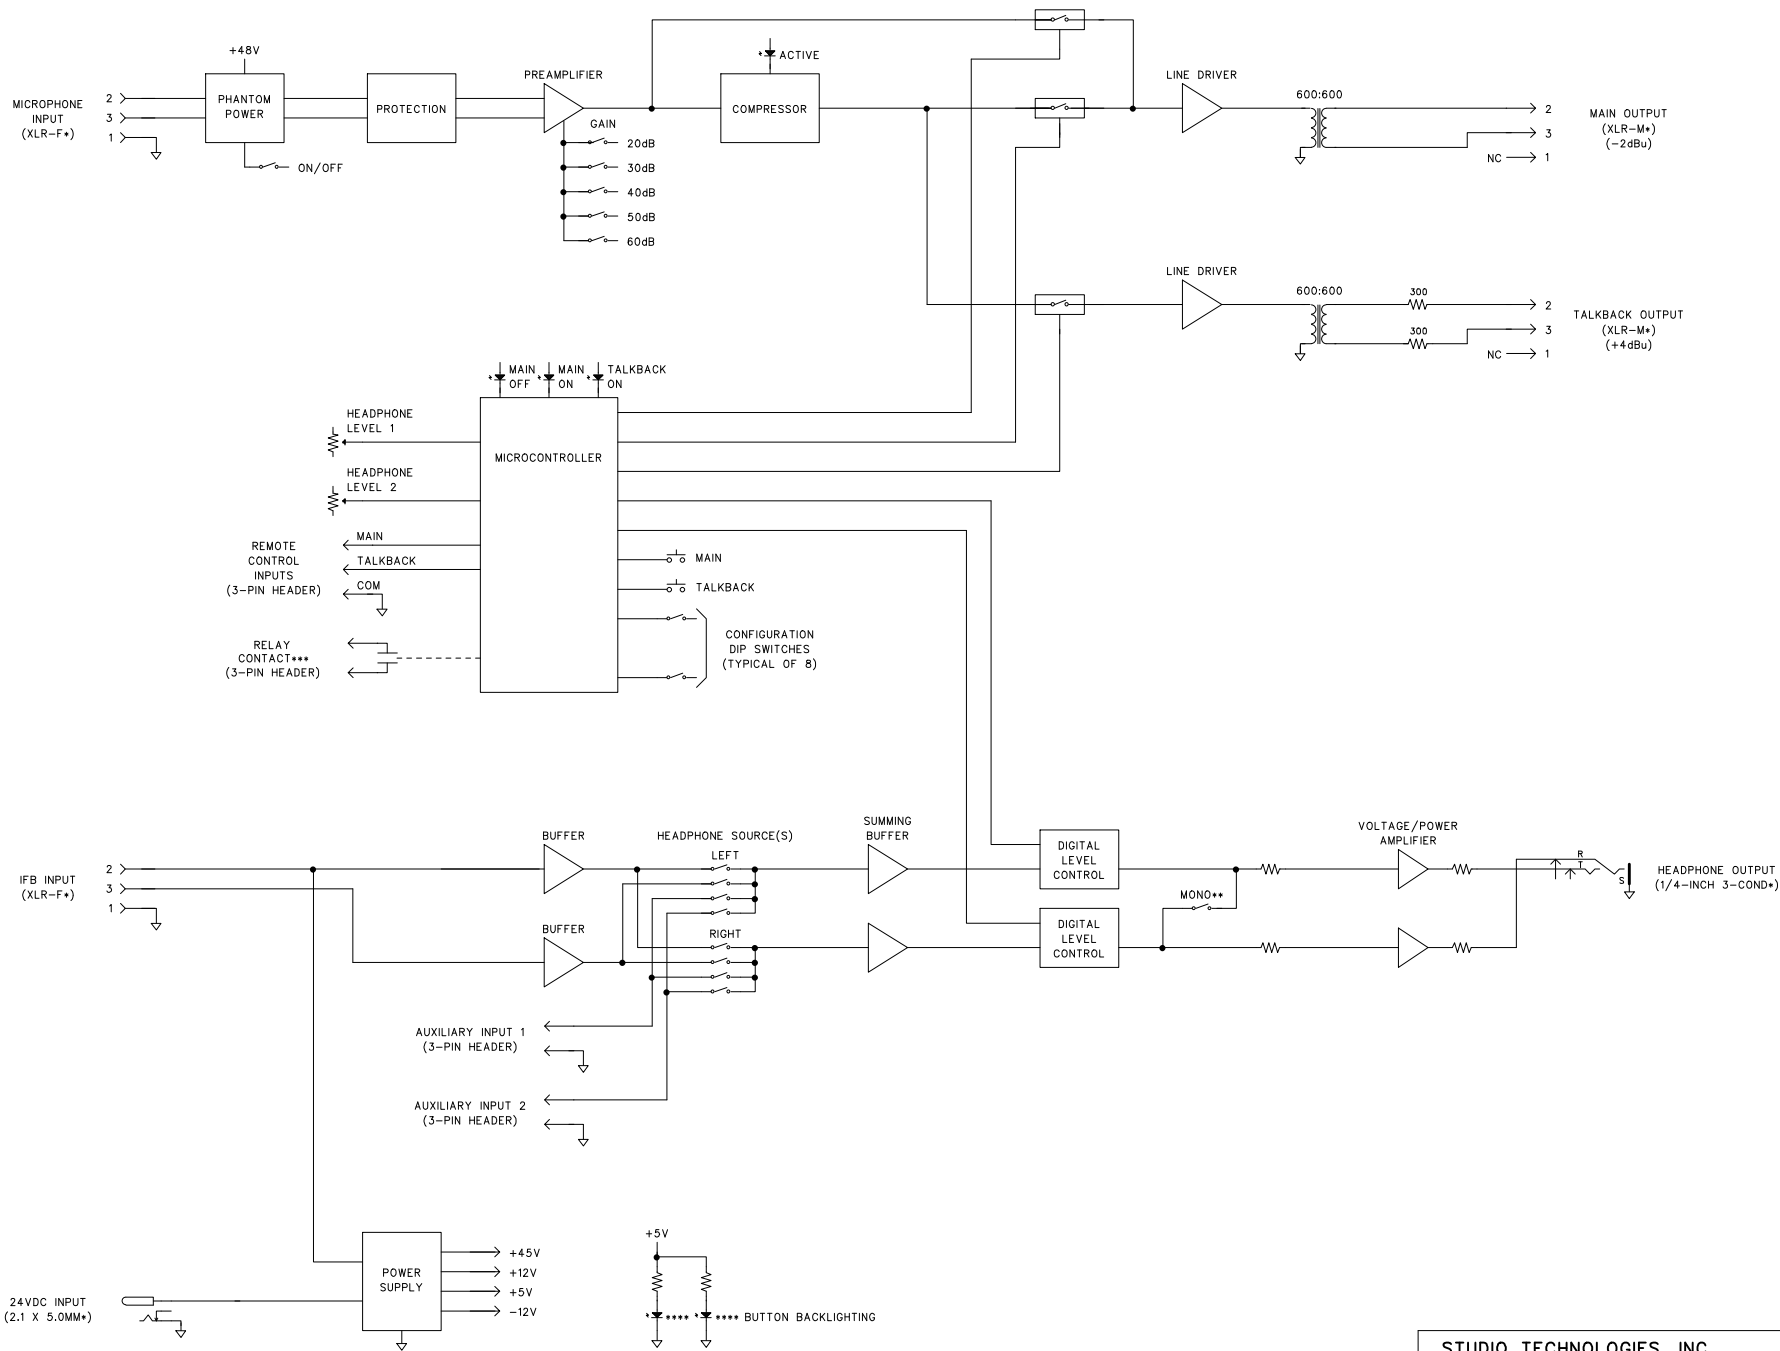 +48V
MICROPHONE
INPUT
(XLR-F*)
2
3
1
PHANTOM
POWER
ON/OFF
PROTECTION
PREAMPLIFIER
GAIN
20dB
30dB
40dB
50dB
60dB
ACTIVE
COMPRESSOR
LINE DRIVER
600:600
2
3
NC
1
MAIN OUTPUT
(XLR-M*)
(-2dBu)
LINE DRIVER
600:600
300
300
2
3
NC
1
TALKBACK OUTPUT
(XLR-M*)
(+4dBu)
MAIN
OFF
MAIN
ON
TALKBACK
ON
HEADPHONE
LEVEL 1
HEADPHONE
LEVEL 2
MICROCONTROLLER
REMOTE
CONTROL
INPUTS
(3-PIN HEADER)
MAIN
TALKBACK
COM
RELAY
CONTACT***
(3-PIN HEADER)
MAIN
TALKBACK
CONFIGURATION
DIP SWITCHES
(TYPICAL OF 8)
IFB INPUT
(XLR-F*)
2
3
1
BUFFER
BUFFER
HEADPHONE SOURCE(S)
LEFT
RIGHT
SUMMING
BUFFER
DIGITAL
LEVEL
CONTROL
DIGITAL
LEVEL
CONTROL
MONO**
VOLTAGE/POWER
AMPLIFIER
R
T
S
HEADPHONE OUTPUT
(1/4-INCH 3-COND*)
AUXILIARY INPUT 1
(3-PIN HEADER)
AUXILIARY INPUT 2
(3-PIN HEADER)
24VDC INPUT
(2.1 X 5.0MM*)
POWER
SUPPLY
+45V
+12V
+5V
-12V
+5V
**** **** BUTTON BACKLIGHTING
STUDIO TECHNOLOGIES, INC.